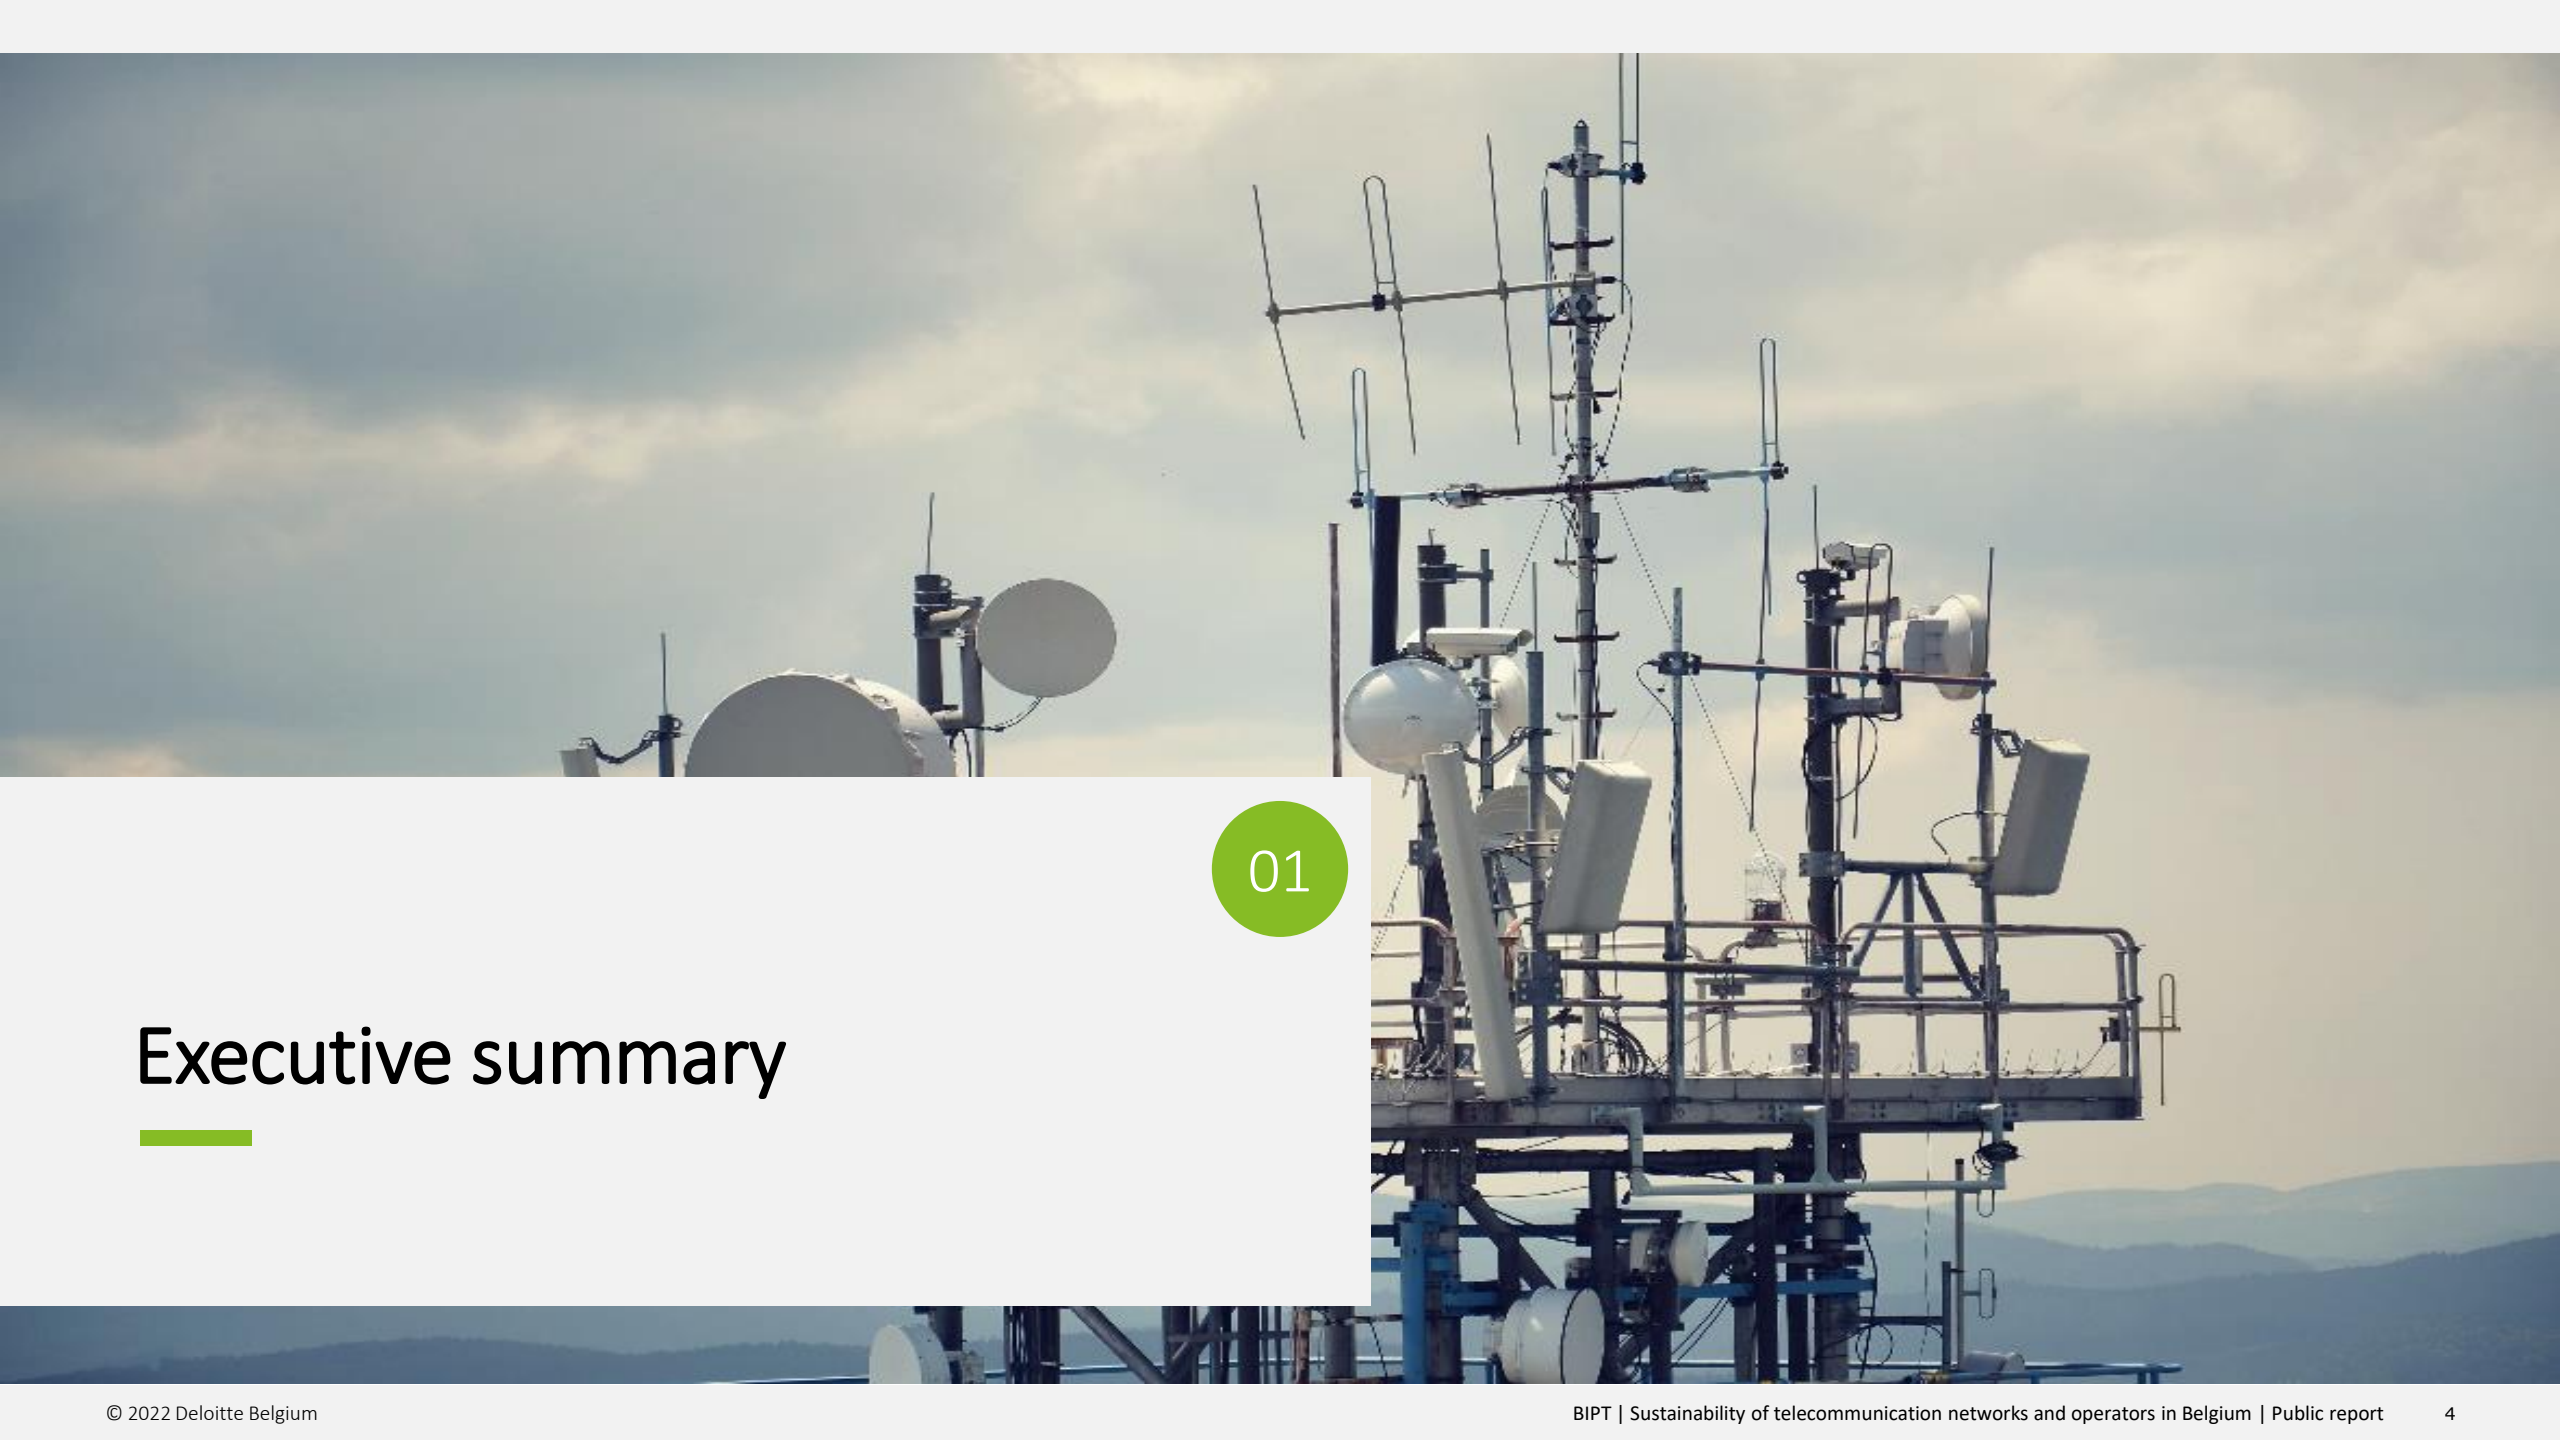 01
Executive summary
© 2022 Deloitte Belgium
BIPT | Sustainability of telecommunication networks and operators in Belgium | Public report
4